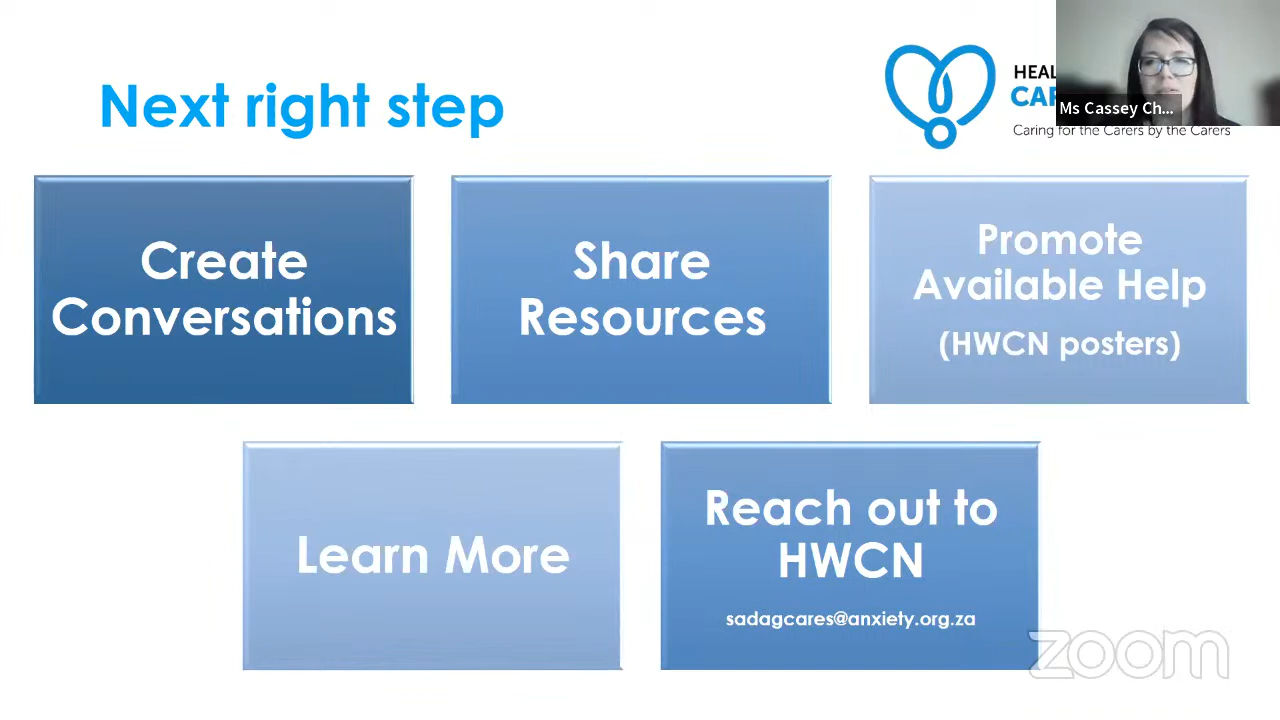 Next right step
HEAL
CAR
Caring for the Carers by the Carers
Ms Cassey Ch...
Create
Conversations
Share
Resources
Promote
Available Help
(HWCN posters)
Learn More
Reach out to
HWCN
sadagcares@anxiety.org.za
zoom